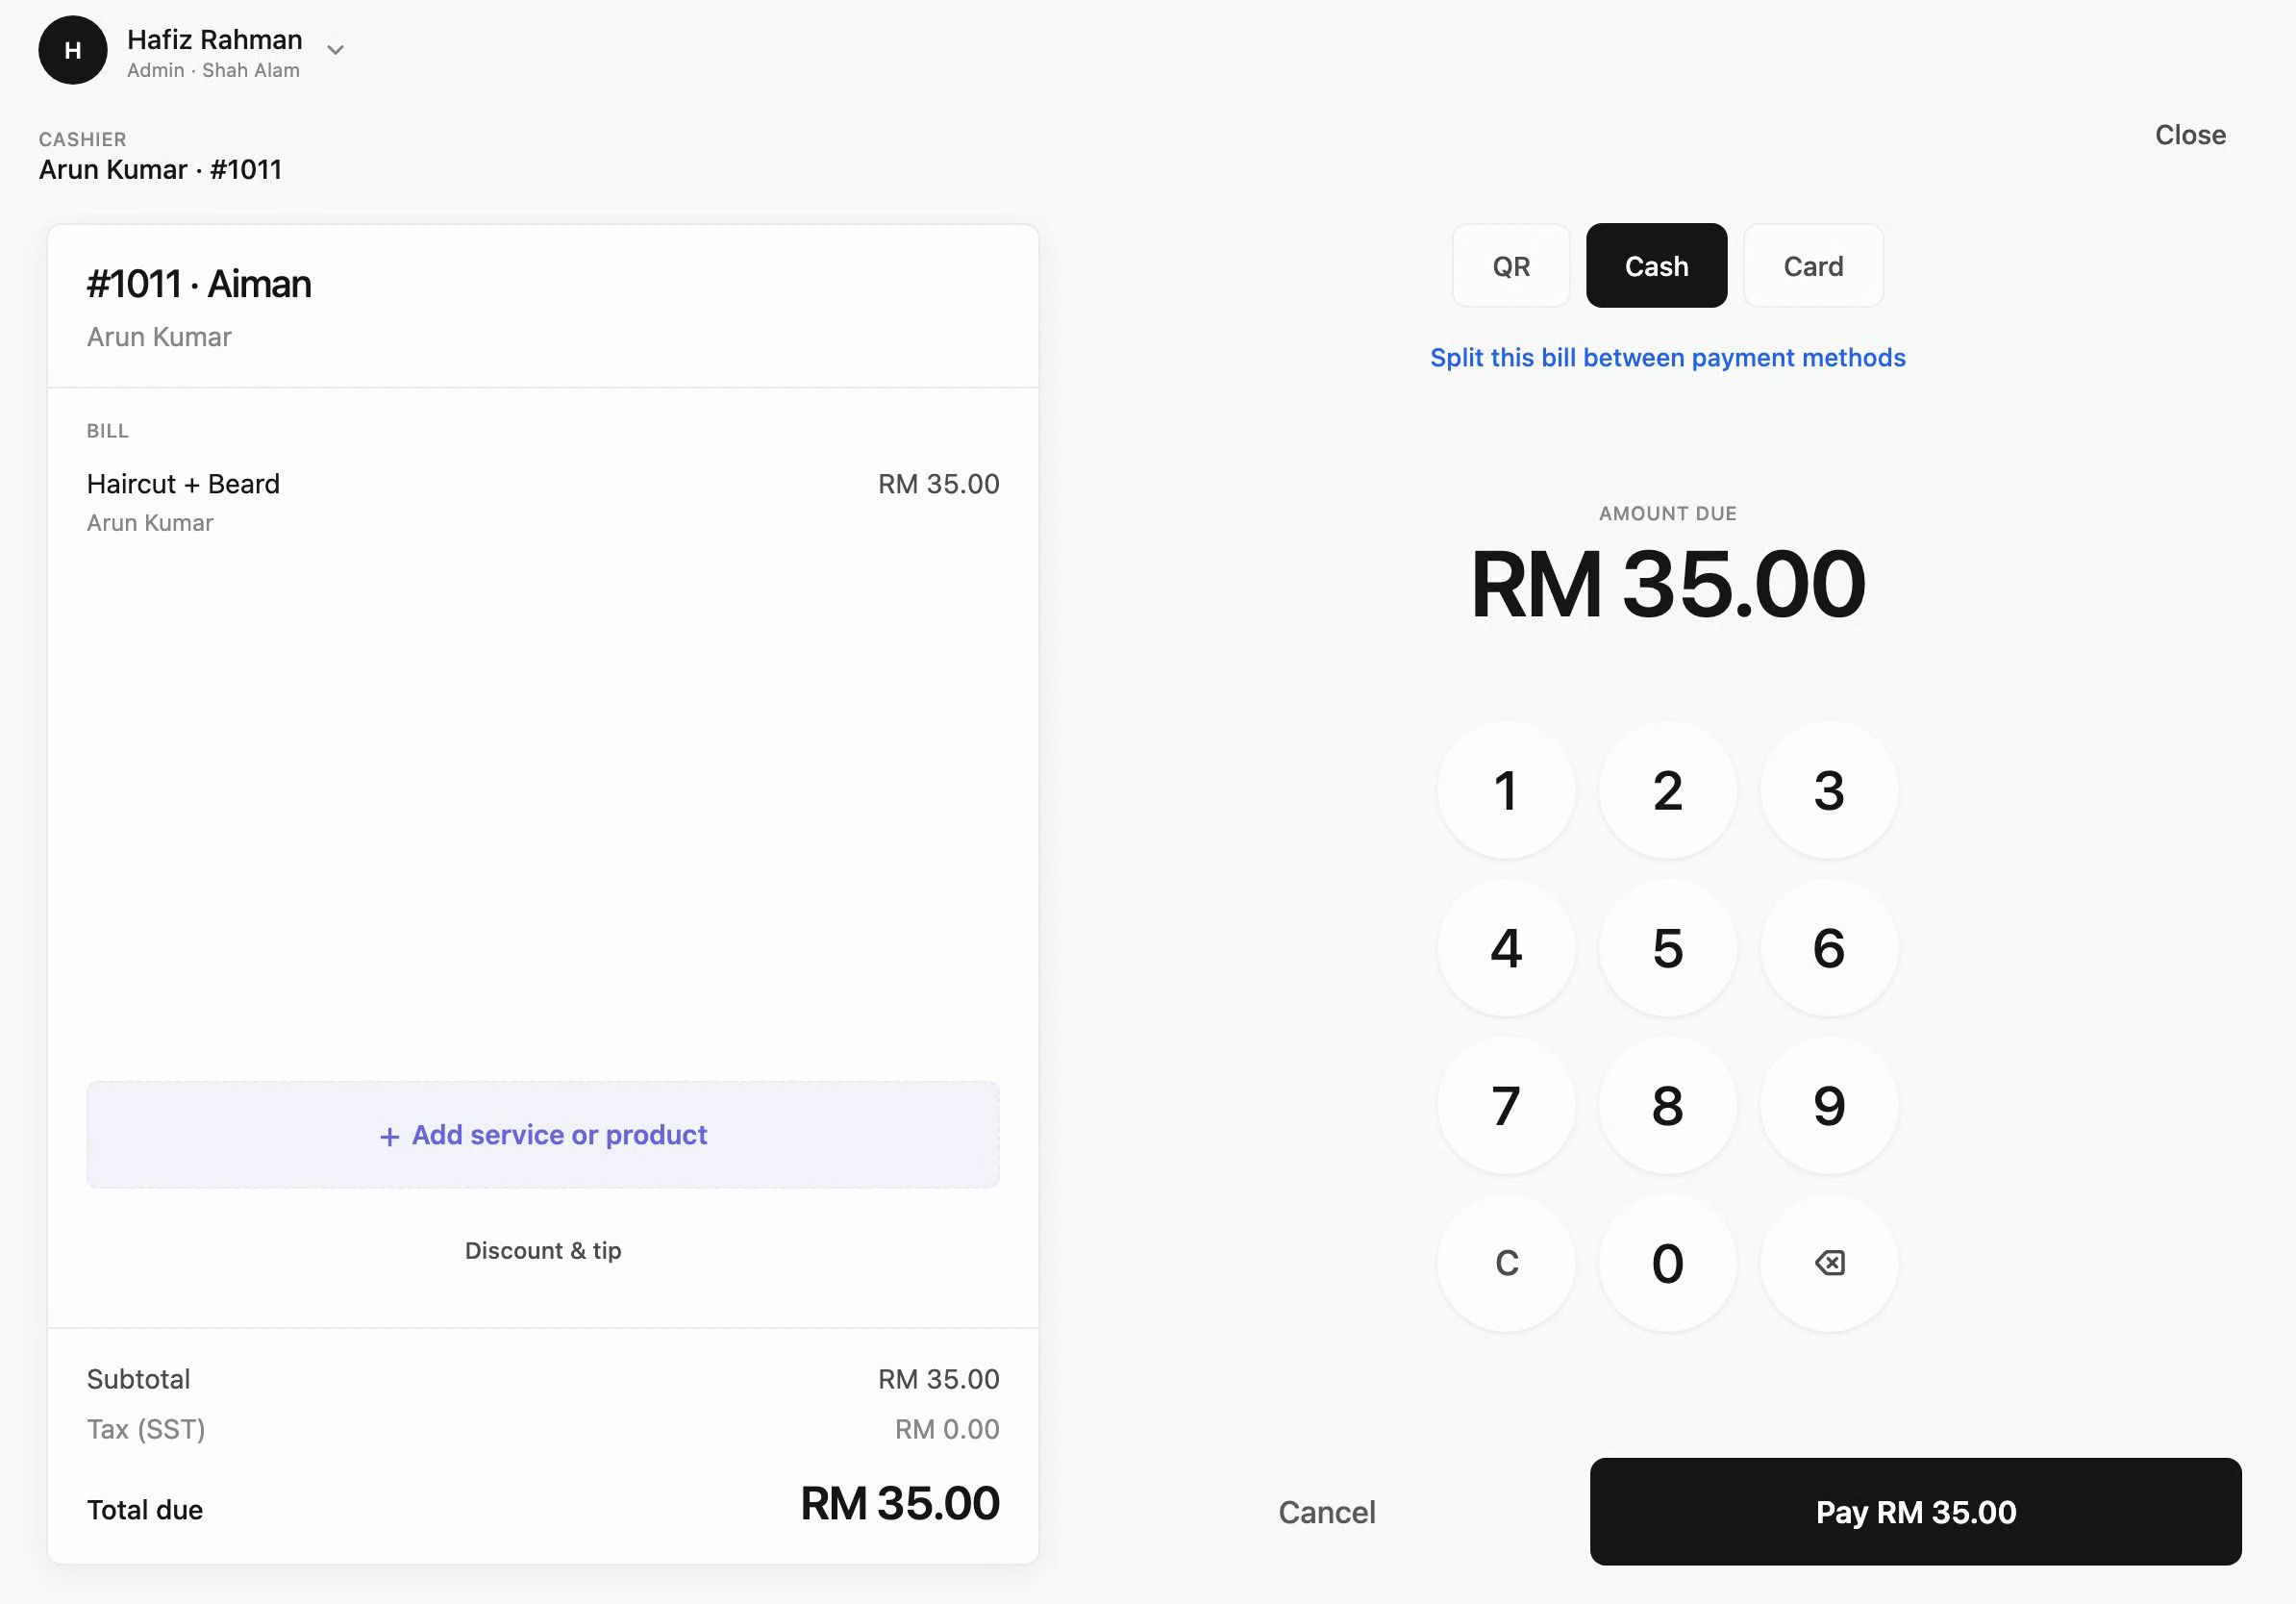 H
Hafiz Rahman
Admin · Shah Alam
CASHIER
Arun Kumar · #1011
Close
#1011 · Aiman
Arun Kumar
BILL
Haircut + Beard
RM 35.00
Arun Kumar
+ Add service or product
Discount & tip
Subtotal
RM 35.00
Tax (SST)
RM 0.00
Total due
RM 35.00
QR
Cash
Card
Split this bill between payment methods
AMOUNT DUE
RM 35.00
1 2 3
4 5 6
7 8 9
C 0
Cancel
Pay RM 35.00